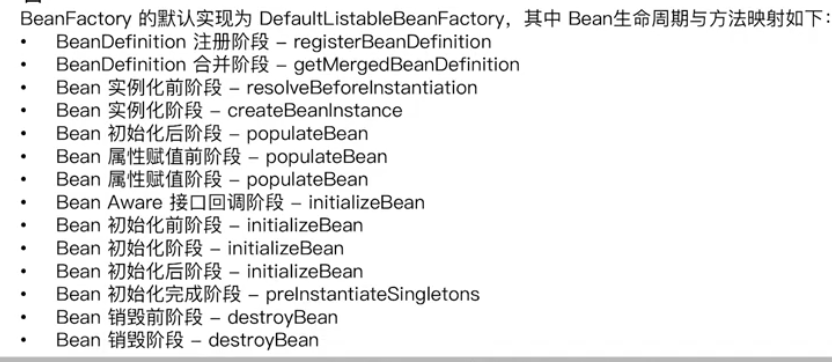 BeanFactory 的默认实现为 DefaultListableBeanFactory，其中 Bean生命周期与方法映射如下：
• BeanDefinition 注册阶段 – registerBeanDefinition
• BeanDefinition 合并阶段 – getMergedBeanDefinition
• Bean 实例化前阶段 – resolveBeforeInstantiation
• Bean 实例化阶段 – createBeanInstance
• Bean 初始化后阶段 – populateBean
• Bean 属性赋值前阶段 – populateBean
• Bean 属性赋值阶段 – populateBean
• Bean Aware 接口回调阶段 – initializeBean
• Bean 初始化前阶段 – initializeBean
• Bean 初始化阶段 – initializeBean
• Bean 初始化后阶段 – initializeBean
• Bean 初始化完成阶段 – preInstantiateSingletons
• Bean 销毁前阶段 – destroyBean
• Bean 销毁阶段 – destroyBean